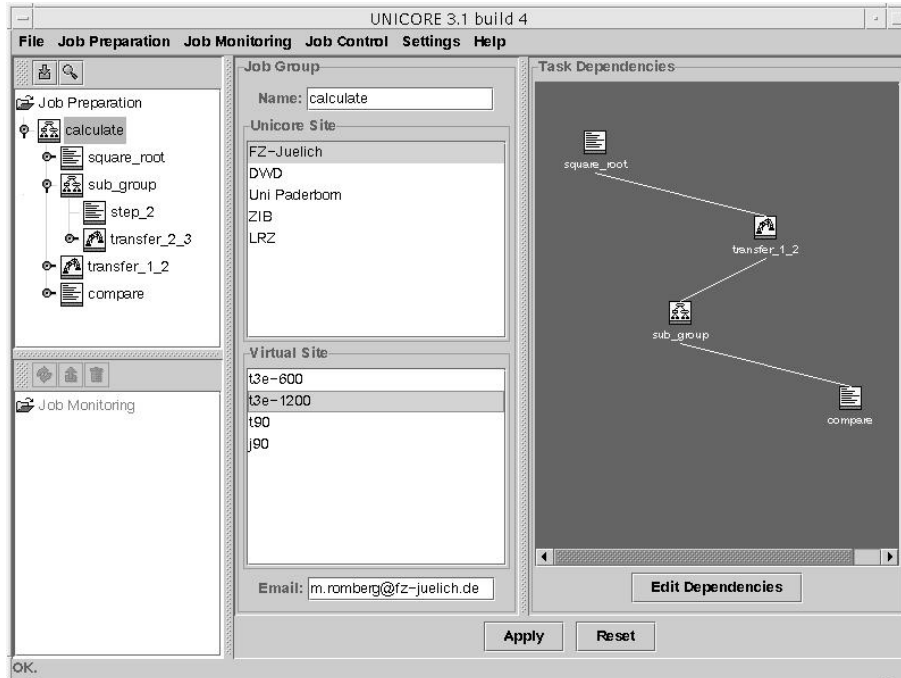 UNICORE 3.1 build 4
File Job Preparation Job Monitoring Job Control Settings Help
Job Preparation
calculate
square_root
sub_group
step_2
transfer_2_3
transfer_1_2
compare
Job Monitoring
Job Group
Name: calculate
Unicore Site
FZ-Juelich
DWD
Uni Paderborn
ZIB
LRZ
Virtual Site
t3e-600
t3e-1200
t90
j90
Email: m.romberg@fz-juelich.de
Task Dependencies
square_root
transfer_1_2
sub_group
compare
Edit Dependencies
Apply Reset
OK.